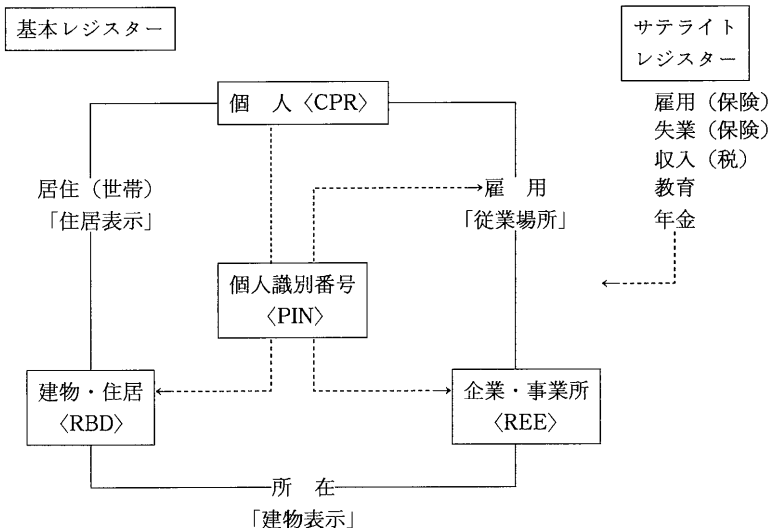 基本レジスター
サテライト
レジスター
個　人〈CPR〉
雇用（保険）
失業（保険）
収入（税）
教育
年金
居住（世帯）
「住居表示」
雇　用
「従業場所」
個人識別番号
〈PIN〉
建物・住居
〈RBD〉
企業・事業所
〈REE〉
所　在
「建物表示」